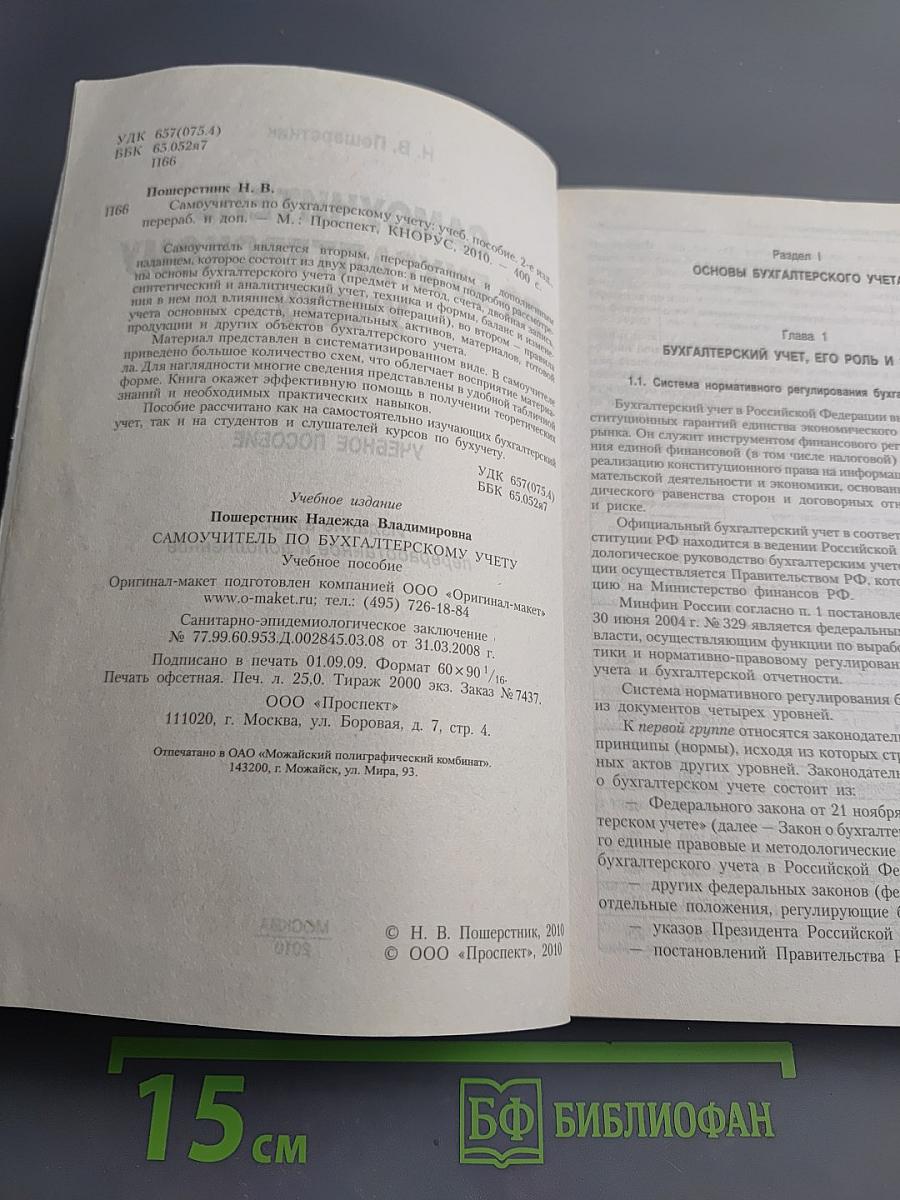 УДК 657(075.4)
ББК 65.052я7
П66
Пошерстник Н. В.
П66 Самоучитель по бухгалтерскому учету: учеб. пособие. 2-е изд.
перераб. и доп. — М. : Проспект, КНОРУС, 2010. — 400 с.
Самоучитель является вторым, переработанным и дополненным
изданием, которое состоит из двух разделов: в первом подробно рассмотре-
ны основы бухгалтерского учета (предмет и метод, счета, двойная запись
синтетический и аналитический учет, техника и формы, баланс и измене-
ния в нем под влиянием хозяйственных операций), во втором — правила
учета основных средств, нематериальных активов, материалов, готовой
продукции и других объектов бухгалтерского учета.
Материал представлен в систематизированном виде. В самоучителе
приведено большое количество схем, что облегчает восприятие материа-
ла. Для наглядности многие сведения представлены в удобной табличной
форме. Книга окажет эффективную помощь в получении теоретических
знаний и необходимых практических навыков.
Пособие рассчитано как на самостоятельно изучающих бухгалтерский
учет, так и на студентов и слушателей курсов по бухучету.
УДК 657(075.4)
ББК 65.052я7
Учебное издание
Пошерстник Надежда Владимировна
САМОУЧИТЕЛЬ ПО БУХГАЛТЕРСКОМУ УЧЕТУ
Учебное пособие
Оригинал-макет подготовлен компанией ООО «Оригинал-макет»
www.o-maket.ru; тел.: (495) 726-18-84
Санитарно-эпидемиологическое заключение
№ 77.99.60.953.Д.002845.03.08 от 31.03.2008 г.
Подписано в печать 01.09.09. Формат 60×90 1/16.
Печать офсетная. Печ. л. 25,0. Тираж 2000 экз. Заказ №7437.
ООО «Проспект»
111020, г. Москва, ул. Боровая, д. 7, стр. 4.
Отпечатано в ОАО «Можайский полиграфический комбинат».
143200, г. Можайск, ул. Мира, 93.
© Н. В. Пошерстник, 2010
© ООО «Проспект», 2010
Раздел I
ОСНОВЫ БУХГАЛТЕРСКОГО УЧЕТА
Глава 1
БУХГАЛТЕРСКИЙ УЧЕТ, ЕГО РОЛЬ И
1.1. Система нормативного регулирования бухга
Бухгалтерский учет в Российской Федерации вы
ституционных гарантий единства экономического
рынка. Он служит инструментом финансового рег
ния единой финансовой (в том числе налоговой)
реализацию конституционного права на информац
мательской деятельности и экономики, основанн
дического равенства сторон и договорных отн
и риске.
Официальный бухгалтерский учет в соответ
ституции РФ находится в ведении Российской
дологическое руководство бухгалтерским учето
ции осуществляется Правительством РФ, кото
цию на Министерство финансов РФ.
Минфин России согласно п. 1 постановле
30 июня 2004 г. № 329 является федеральны
власти, осуществляющим функции по вырабо
тики и нормативно-правовому регулирован
учета и бухгалтерской отчетности.
Система нормативного регулирования б
из документов четырех уровней.
К первой группе относятся законодатель
принципы (нормы), исходя из которых стр
ных актов других уровней. Законодатель
о бухгалтерском учете состоит из:
— Федерального закона от 21 ноября
терском учете» (далее — Закон о бухгалте
го единые правовые и методологические
бухгалтерского учета в Российской Фе
— других федеральных законов (фе
отдельные положения, регулирующие б
— указов Президента Российской
— постановлений Правительства Р
15 см
БФ БИБЛИОФАН